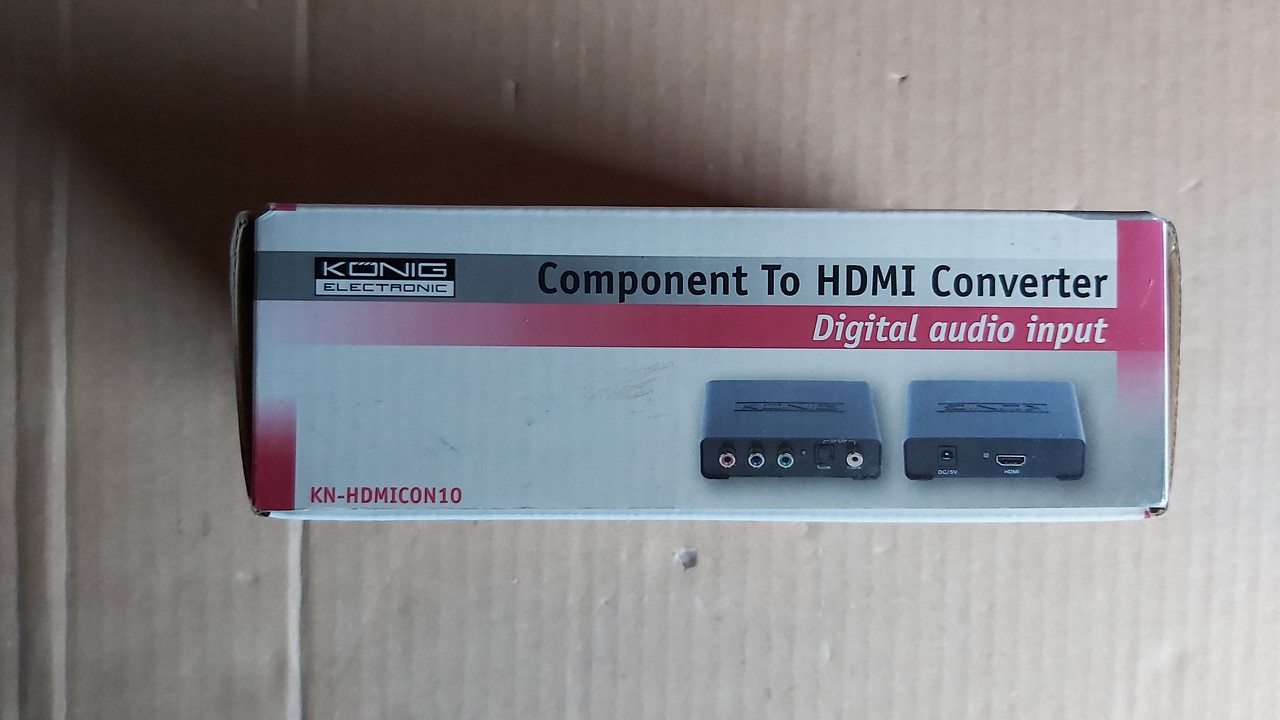 KÖNIG
ELECTRONIC
Component To HDMI Converter
Digital audio input
DC/5V
HDMI
KN-HDMICON10